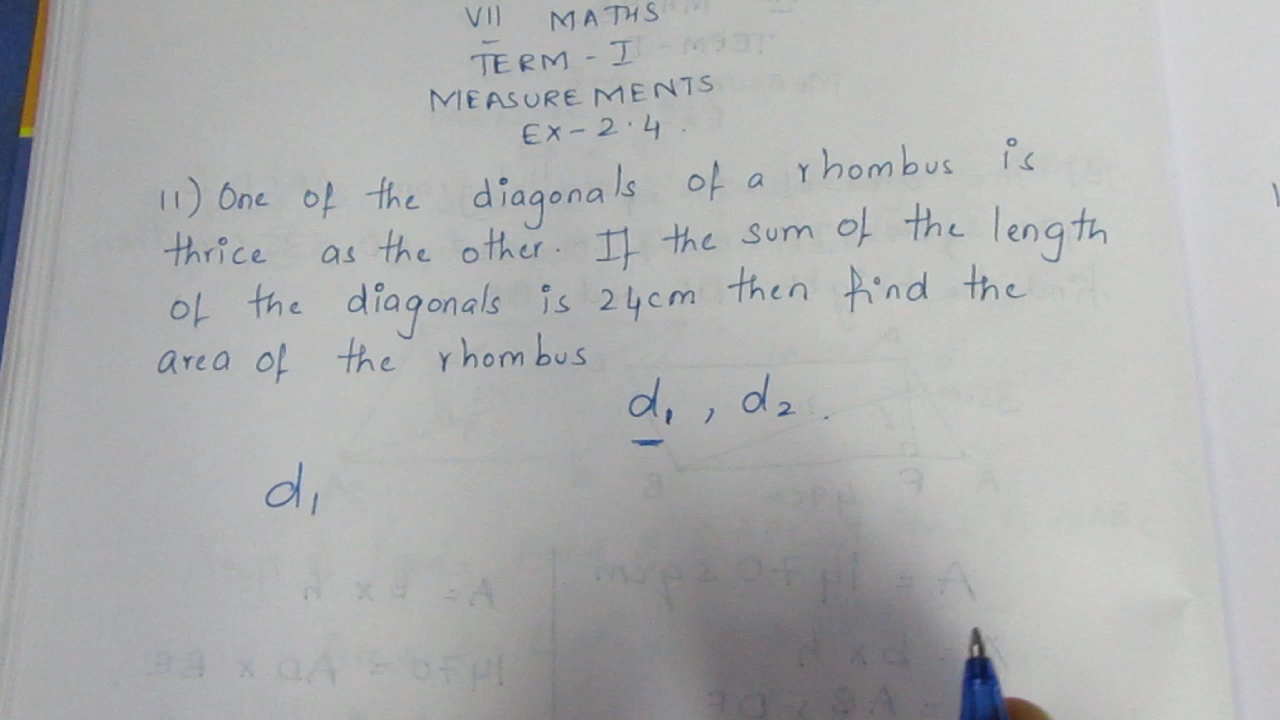 VII MATHS
TERM - I
MEASUREMENTS
EX - 2.4.
11) One of the diagonals of a rhombus is
thrice as the other. If the sum of the length
of the diagonals is 24cm then find the
area of the rhombus
d₁, d₂.
d₁